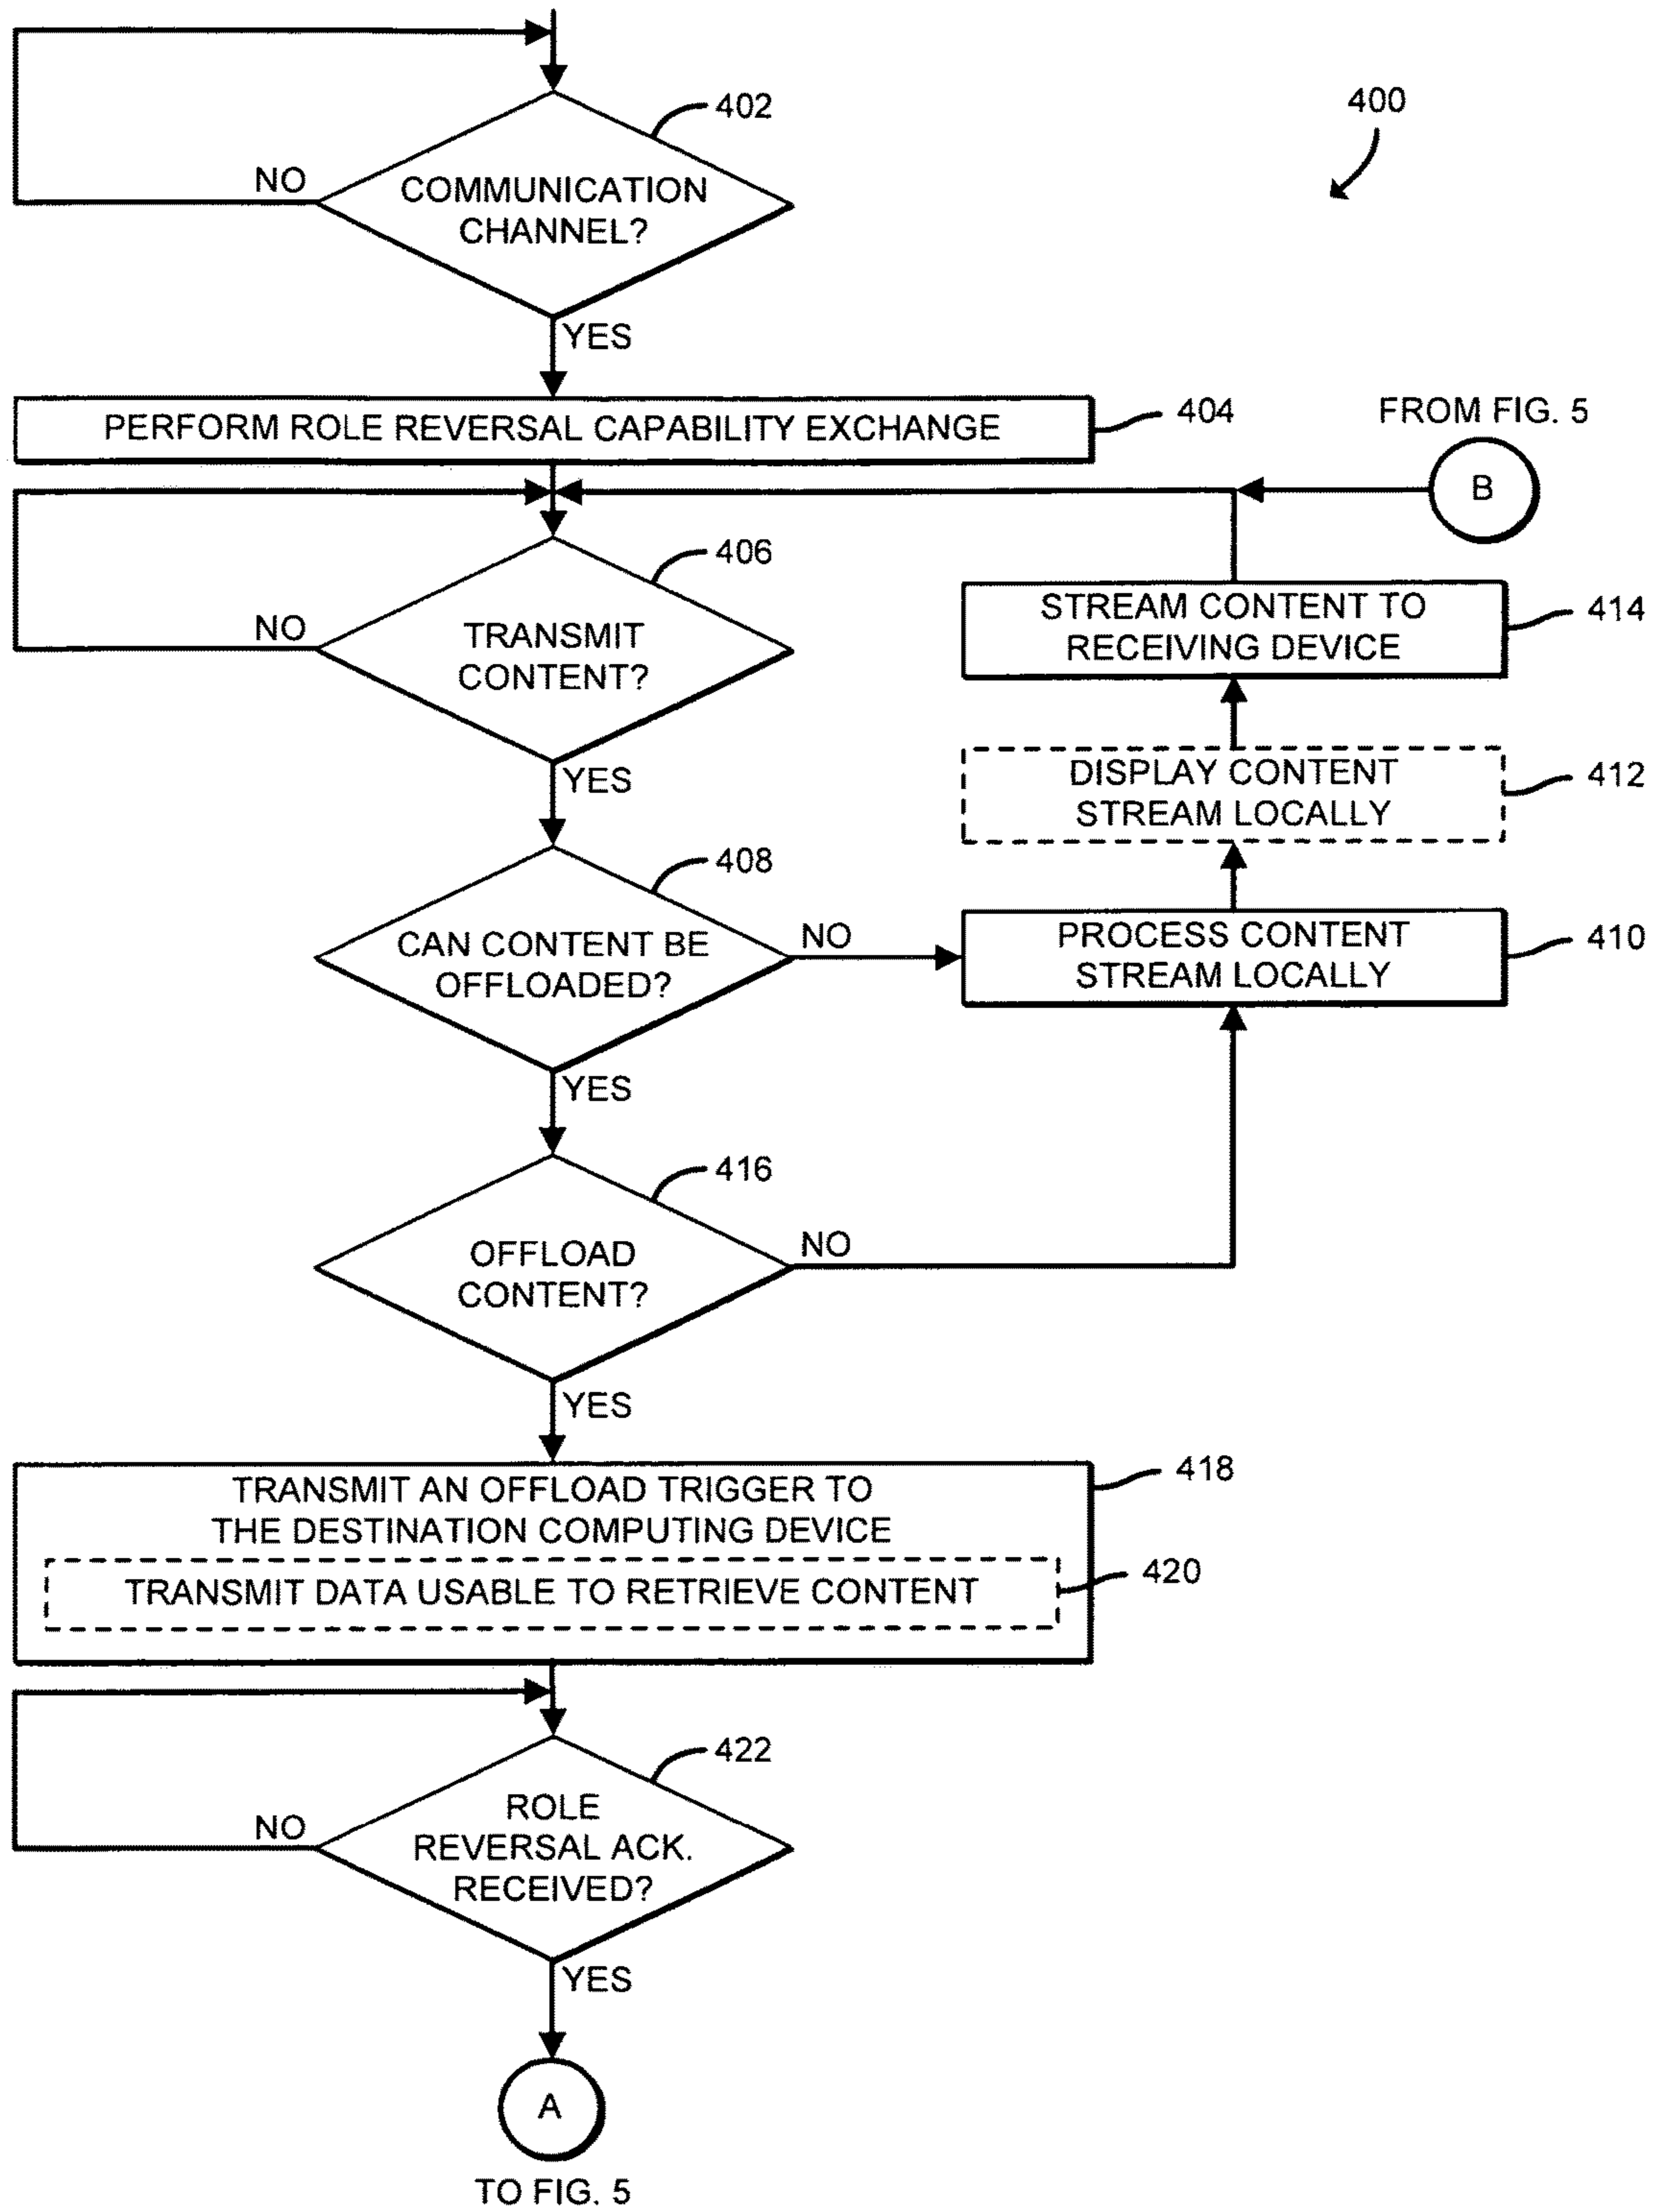 402
400
NO
COMMUNICATION
CHANNEL?
YES
PERFORM ROLE REVERSAL CAPABILITY EXCHANGE
404
FROM FIG. 5
B
406
NO
TRANSMIT
CONTENT?
YES
STREAM CONTENT TO
RECEIVING DEVICE
414
DISPLAY CONTENT
STREAM LOCALLY
412
408
CAN CONTENT BE
OFFLOADED?
NO
PROCESS CONTENT
STREAM LOCALLY
410
YES
416
OFFLOAD
CONTENT?
NO
YES
TRANSMIT AN OFFLOAD TRIGGER TO
THE DESTINATION COMPUTING DEVICE
418
TRANSMIT DATA USABLE TO RETRIEVE CONTENT
420
422
NO
ROLE
REVERSAL ACK.
RECEIVED?
YES
A
TO FIG. 5